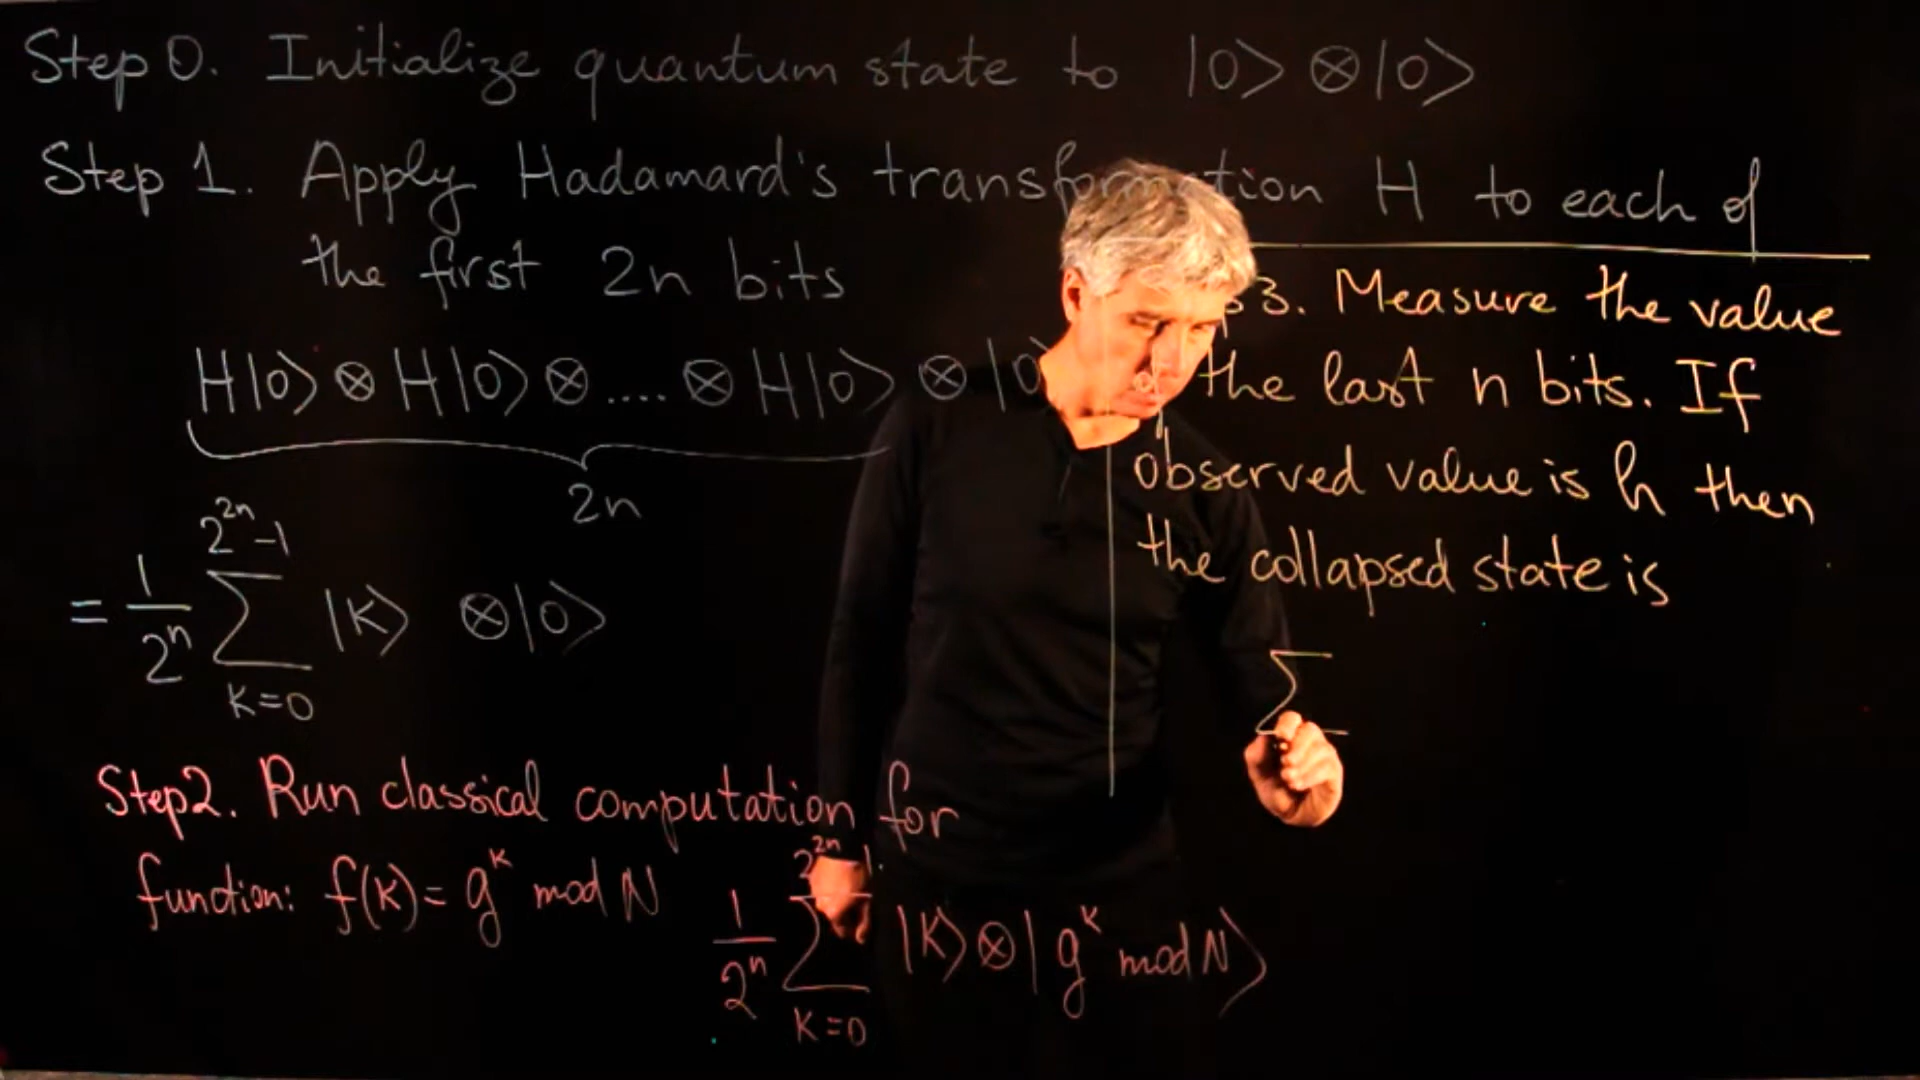 Step 0. Initialize quantum state to |0> ⊗ |0>
Step 1. Apply Hadamard's transformation H to each of
the first 2n bits
H|0> ⊗ H|0> ⊗ .... ⊗ H|0> ⊗ |0
2n
= 1/2^n ∑_{k=0}^{2^{2n}-1} |k> ⊗|0>
Step2. Run classical computation for
function: f(k) = g^k mod N
1/2^n ∑_{k=0}^{2^{2n}-1} |k> ⊗ | g^k mod N>
3. Measure the value
the last n bits. If
observed value is h then
the collapsed state is
∑